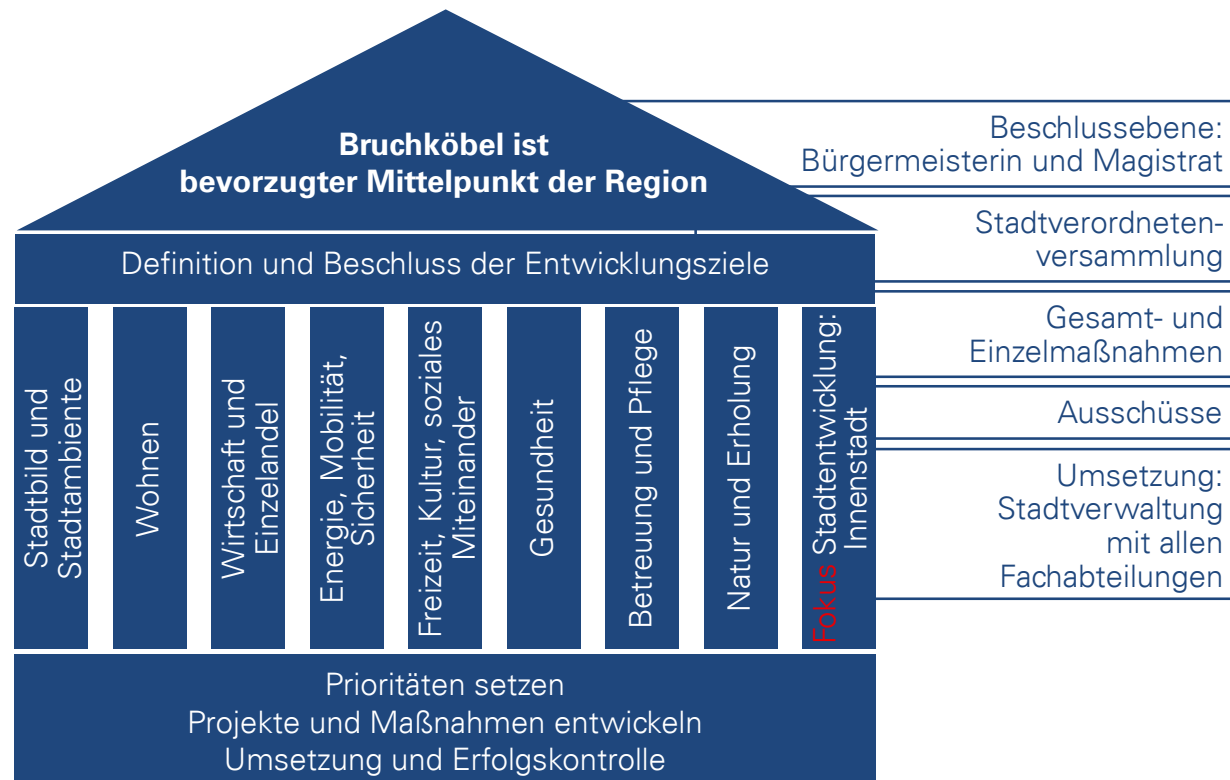 Bruchköbel ist
bevorzugter Mittelpunkt der Region
Definition und Beschluss der Entwicklungsziele
Stadtbild und
Stadtambiente
Wohnen
Wirtschaft und
Einzelandel
Energie, Mobilität,
Sicherheit
Freizeit, Kultur, soziales
Miteinander
Gesundheit
Betreuung und Pflege
Natur und Erholung
Fokus Stadtentwicklung:
Innenstadt
Prioritäten setzen
Projekte und Maßnahmen entwickeln
Umsetzung und Erfolgskontrolle
Beschlussebene:
Bürgermeisterin und Magistrat
Stadtverordneten-
versammlung
Gesamt- und
Einzelmaßnahmen
Ausschüsse
Umsetzung:
Stadtverwaltung
mit allen
Fachabteilungen